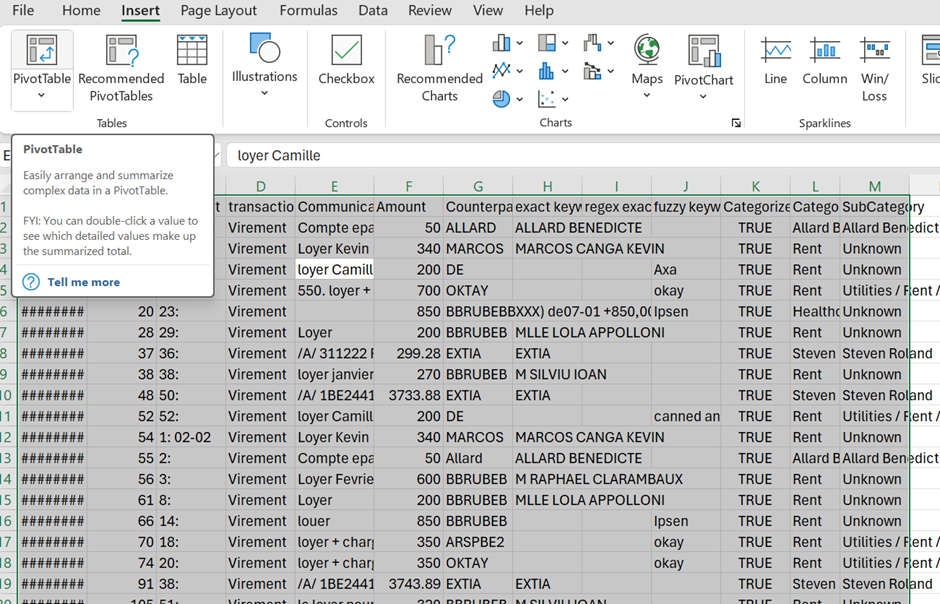 File Home Insert Page Layout Formulas Data Review View Help
PivotTable
Recommended PivotTables
Table
Illustrations
Checkbox
Recommended Charts
Maps
PivotChart
Line
Column
Win/ Loss
Slic
Tables
Controls
Charts
Sparklines
E loyer Camille
PivotTable
Easily arrange and summarize
complex data in a PivotTable.
FYI: You can double-click a value to
see which detailed values make up
the summarized total.
? Tell me more
D E F G H I J K L M
1 t transactio Communica Amount Counterpa exact keyw regex exac fuzzy keyw Categorize Catego SubCategory
2 Virement Compte epa 50 ALLARD ALLARD BENEDICTE TRUE Allard B Allard Benedict
3 Virement Loyer Kevin 340 MARCOS MARCOS CANGA KEVIN TRUE Rent Unknown
4 Virement loyer Camill 200 DE Axa TRUE Rent Unknown
5 Virement 550. loyer + 700 OKTAY okay TRUE Rent Utilities / Rent /
6 ######## 20 23: Virement 850 BBRUBEBBXXX) de07-01 +850,00 Ipsen TRUE Healthc Unknown
7 ######## 28 29: Virement Loyer 200 BBRUBEB MLLE LOLA APPOLLONI TRUE Rent Unknown
8 ######## 37 36: Virement /A/ 311222 F 299.28 EXTIA EXTIA TRUE Steven Steven Roland
9 ######## 38 38: Virement loyer janvier 270 BBRUBEB M SILVIU IOAN TRUE Rent Unknown
10 ######## 48 50: Virement /A/ 1BE2441 3733.88 EXTIA EXTIA TRUE Steven Steven Roland
11 ######## 52 52: Virement loyer Camill 200 DE canned an TRUE Rent Utilities / Rent /
12 ######## 54 1: 02-02 Virement Loyer Kevin 340 MARCOS MARCOS CANGA KEVIN TRUE Rent Unknown
13 ######## 55 2: Virement Compte epa 50 Allard ALLARD BENEDICTE TRUE Allard B Allard Benedict
14 ######## 56 3: Virement Loyer Fevrie 600 BBRUBEB M RAPHAEL CLARAMBAUX TRUE Rent Unknown
15 ######## 61 8: Virement Loyer 200 BBRUBEB MLLE LOLA APPOLLONI TRUE Rent Unknown
16 ######## 66 14: Virement louer 850 BBRUBEB Ipsen TRUE Rent Unknown
17 ######## 70 18: Virement loyer + charg 350 ARSPBE2 okay TRUE Rent Utilities / Rent /
18 ######## 74 20: Virement loyer + charg 350 OKTAY okay TRUE Rent Utilities / Rent /
19 ######## 91 38: Virement /A/ 1BE2441 3743.89 EXTIA EXTIA TRUE Steven Steven Roland